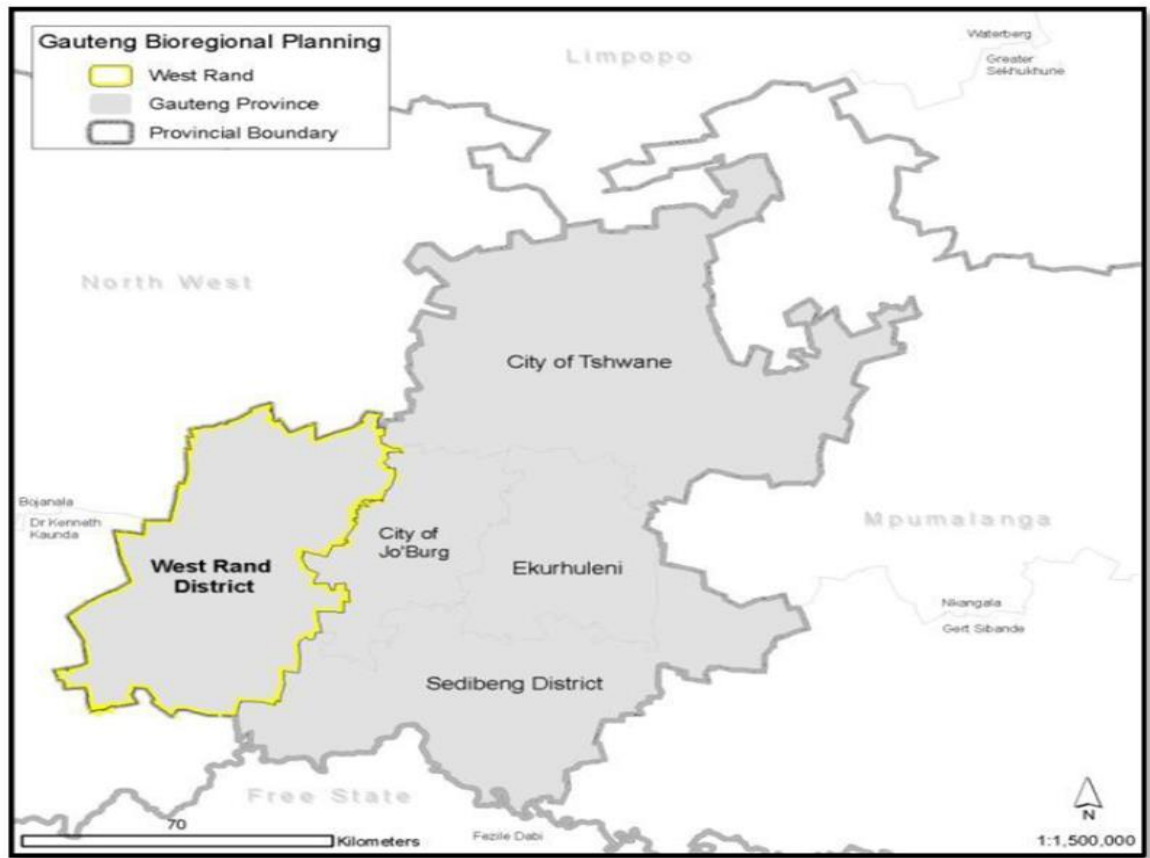 Gauteng Bioregional Planning
West Rand
Gauteng Province
Provincial Boundary
Limpopo
Waterberg
Greater
Sekhukhune
North West
City of Tshwane
Bojanala
Dr Kenneth
Kaunda
West Rand
District
City of
Jo'Burg
Ekurhuleni
Mpumalanga
Nkangala
Gert Sibande
Sedibeng District
Free State
70
Kilometers
Fezile Dabi
N
1:1,500,000